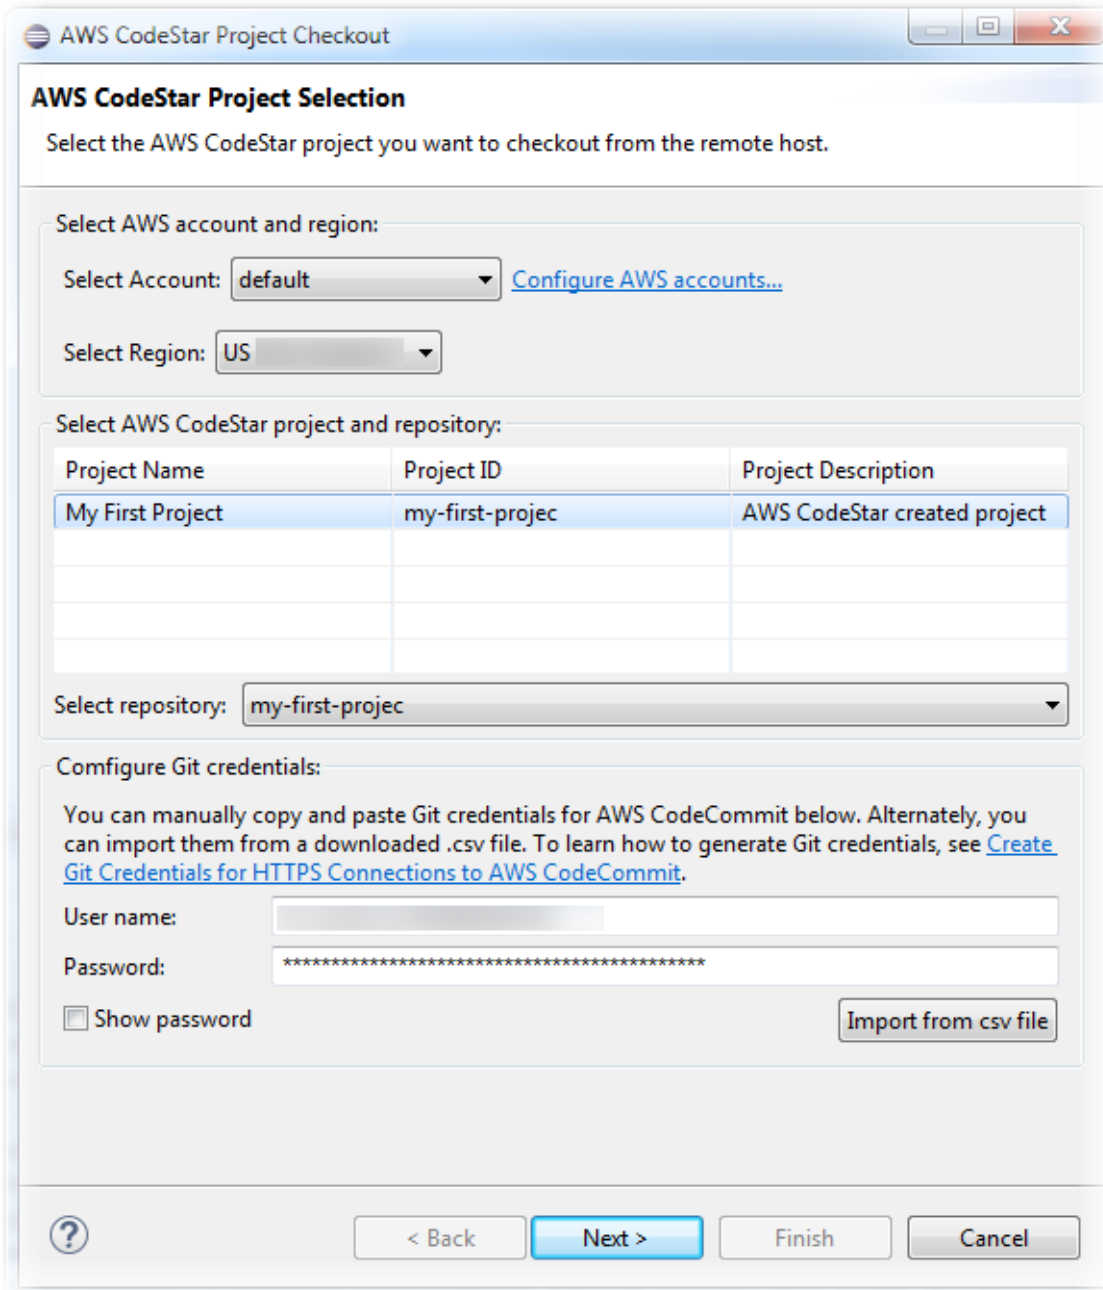 AWS CodeStar Project Checkout
AWS CodeStar Project Selection
Select the AWS CodeStar project you want to checkout from the remote host.
Select AWS account and region:
Select Account: default Configure AWS accounts...
Select Region: US
Select AWS CodeStar project and repository:
Project Name Project ID Project Description
My First Project my-first-projec AWS CodeStar created project
Select repository: my-first-projec
Comfigure Git credentials:
You can manually copy and paste Git credentials for AWS CodeCommit below. Alternately, you
can import them from a downloaded .csv file. To learn how to generate Git credentials, see Create
Git Credentials for HTTPS Connections to AWS CodeCommit.
User name:
Password: ********************************************
Show password Import from csv file
? < Back Next > Finish Cancel